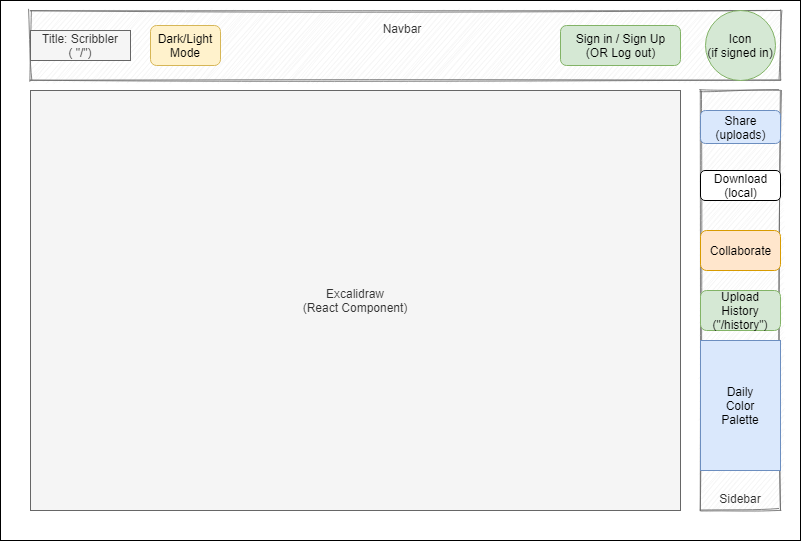 Navbar
Title: Scribbler
( "/")
Dark/Light
Mode
Sign in / Sign Up
(OR Log out)
Icon
(if signed in)
Excalidraw
(React Component)
Share
(uploads)
Download
(local)
Collaborate
Upload
History
("/history")
Daily
Color
Palette
Sidebar